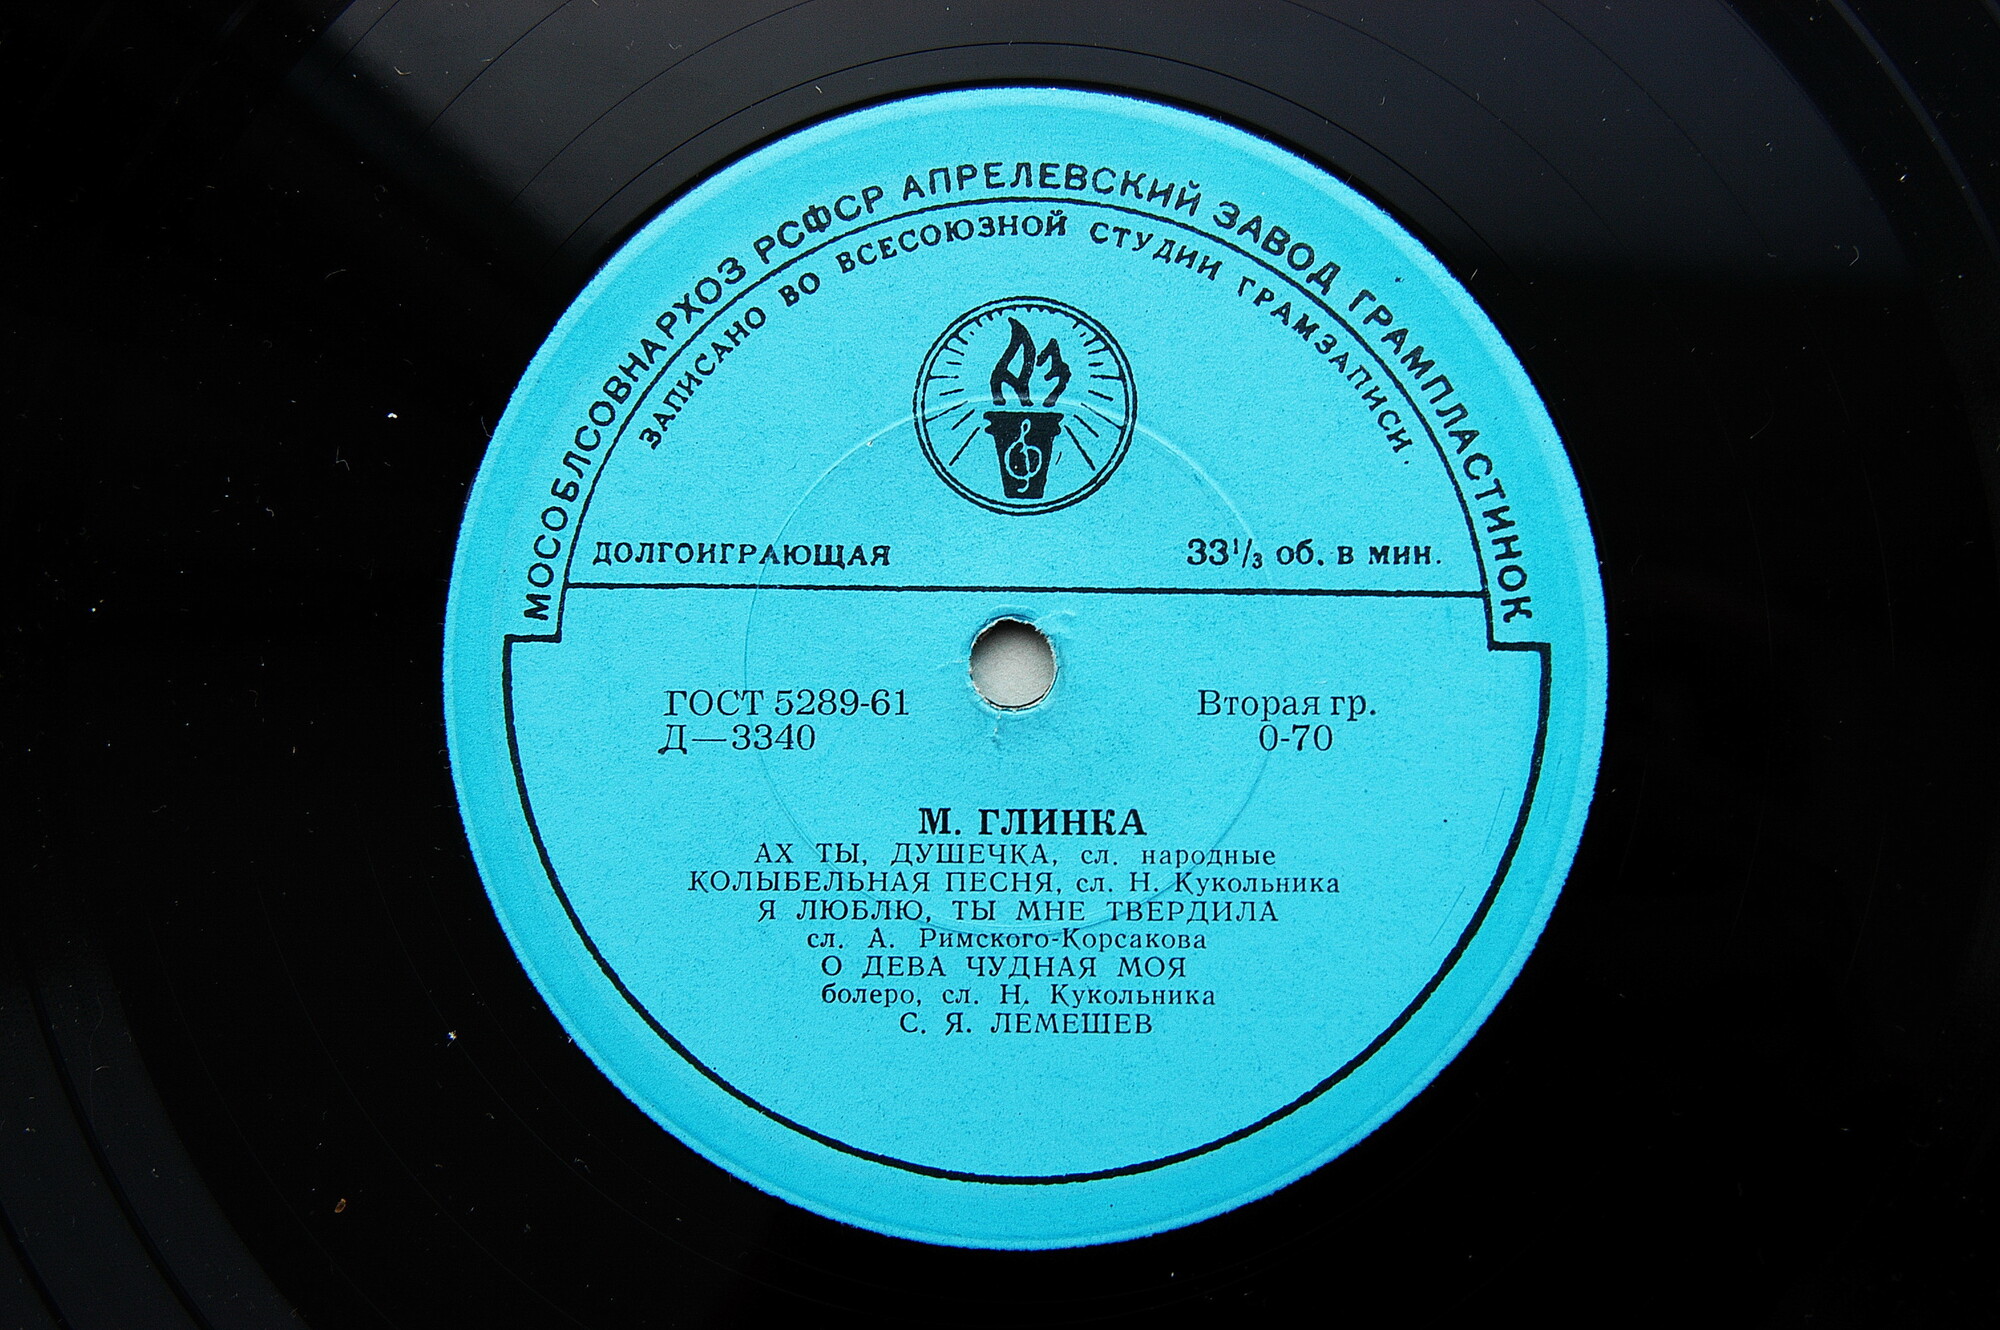 МОСОБЛСОВНАРХОЗ РСФСР АПРЕЛЕВСКИЙ ЗАВОД ГРАМПЛАСТИНОК
ЗАПИСАНО ВО ВСЕСОЮЗНОЙ СТУДИИ ГРАМЗАПИСИ.
АЗ
ДОЛГОИГРАЮЩАЯ 33⅓ об. в мин.
ГОСТ 5289-61 Вторая гр.
Д—3340 0-70
М. ГЛИНКА
АХ ТЫ, ДУШЕЧКА, сл. народные
КОЛЫБЕЛЬНАЯ ПЕСНЯ, сл. Н. Кукольника
Я ЛЮБЛЮ, ТЫ МНЕ ТВЕРДИЛА
сл. А. Римского-Корсакова
О ДЕВА ЧУДНАЯ МОЯ
болеро, сл. Н. Кукольника
С. Я. ЛЕМЕШЕВ